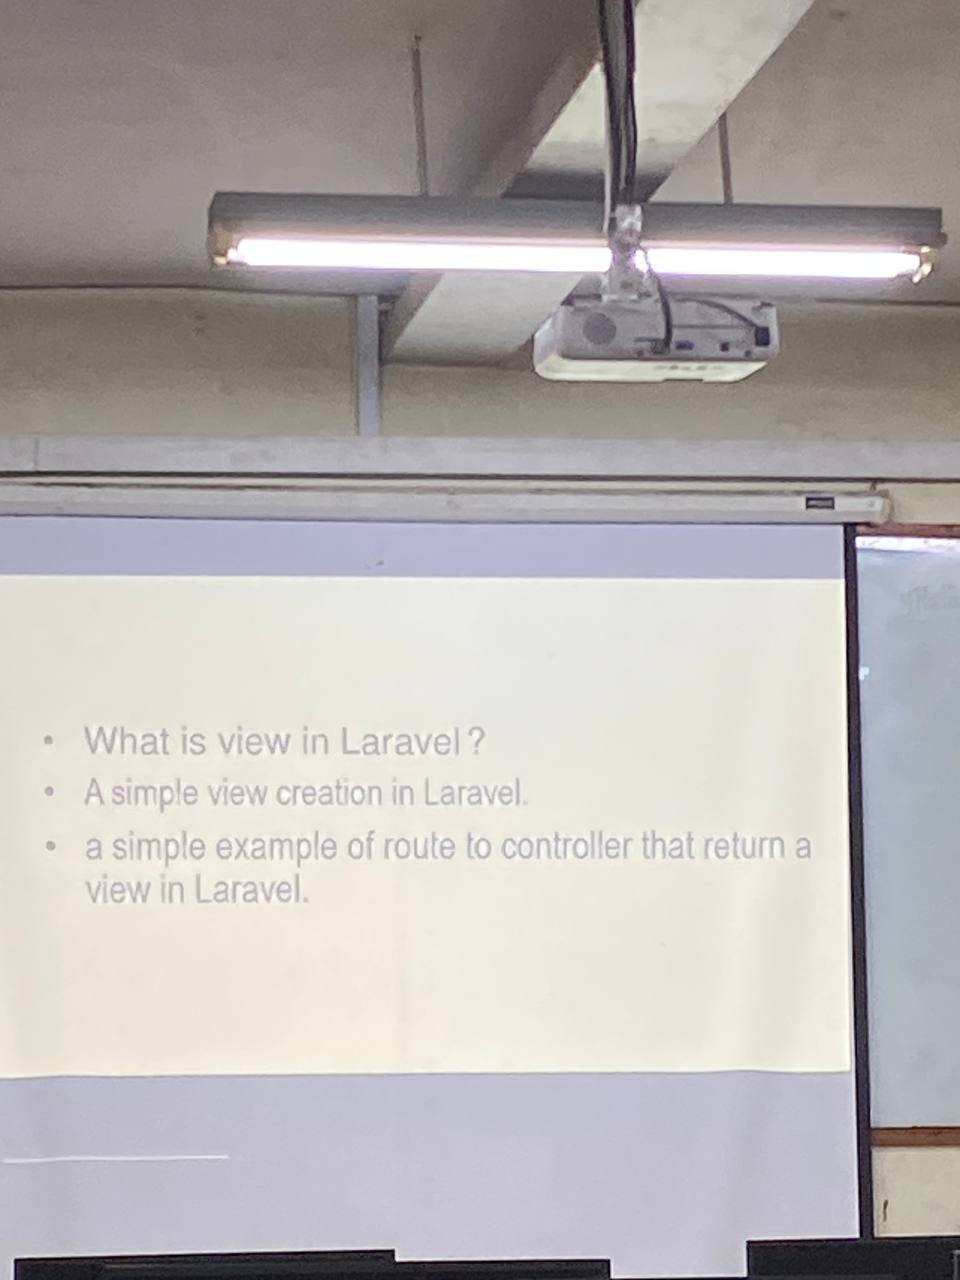 • What is view in Laravel ?
• A simple view creation in Laravel.
• a simple example of route to controller that return a
view in Laravel.